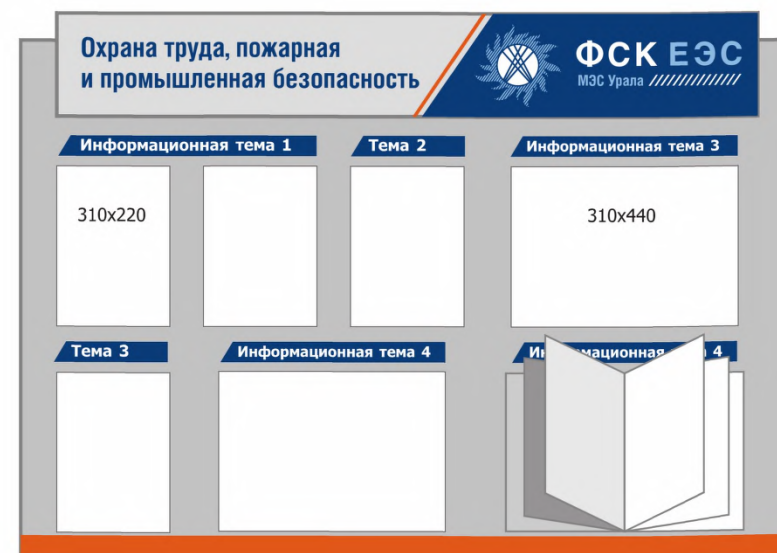 Охрана труда, пожарная
и промышленная безопасность
ФСК ЕЭС
МЭС Урала
Информационная тема 1
Тема 2
Информационная тема 3
310x220
310x440
Тема 3
Информационная тема 4
4